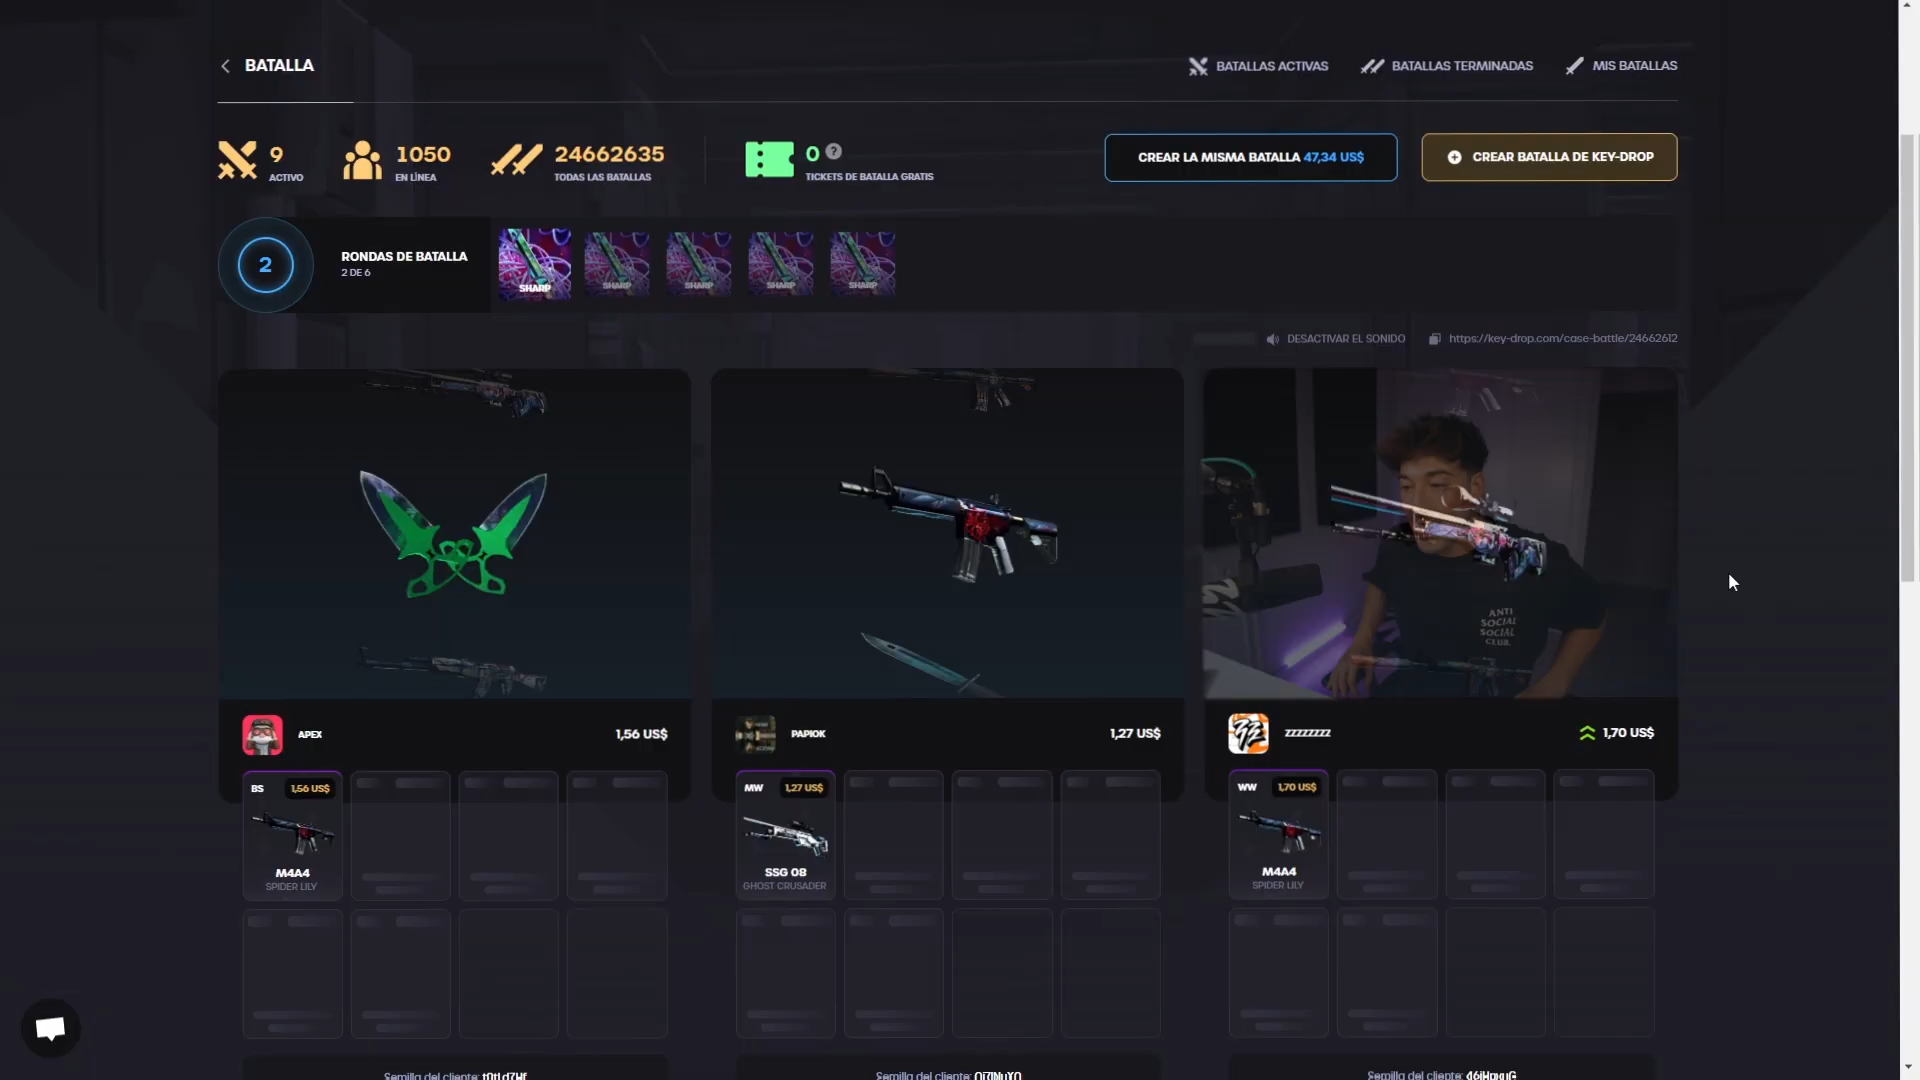 BATALLA
BATALLAS ACTIVAS
BATALLAS TERMINADAS
MIS BATALLAS
9
ACTIVO
1050
EN LÍNEA
24662635
TODAS LAS BATALLAS
0 ?
TICKETS DE BATALLA GRATIS
CREAR LA MISMA BATALLA 47,34 US$
CREAR BATALLA DE KEY-DROP
2
RONDAS DE BATALLA
2 DE 6
SHARP
SHARP
SHARP
SHARP
SHARP
DESACTIVAR EL SONIDO
https://key-drop.com/case-battle/24662612
ANTI
SOCIAL
SOCIAL
CLUB.
APEX
1,56 US$
PAPIOK
1,27 US$
ZZZZZZZZ
1,70 US$
BS
1,56 US$
M4A4
SPIDER LILY
MW
1,27 US$
SSG 08
GHOST CRUSADER
WW
1,70 US$
M4A4
SPIDER LILY
Semilla del cliente:
Semilla del cliente:
Semilla del cliente: